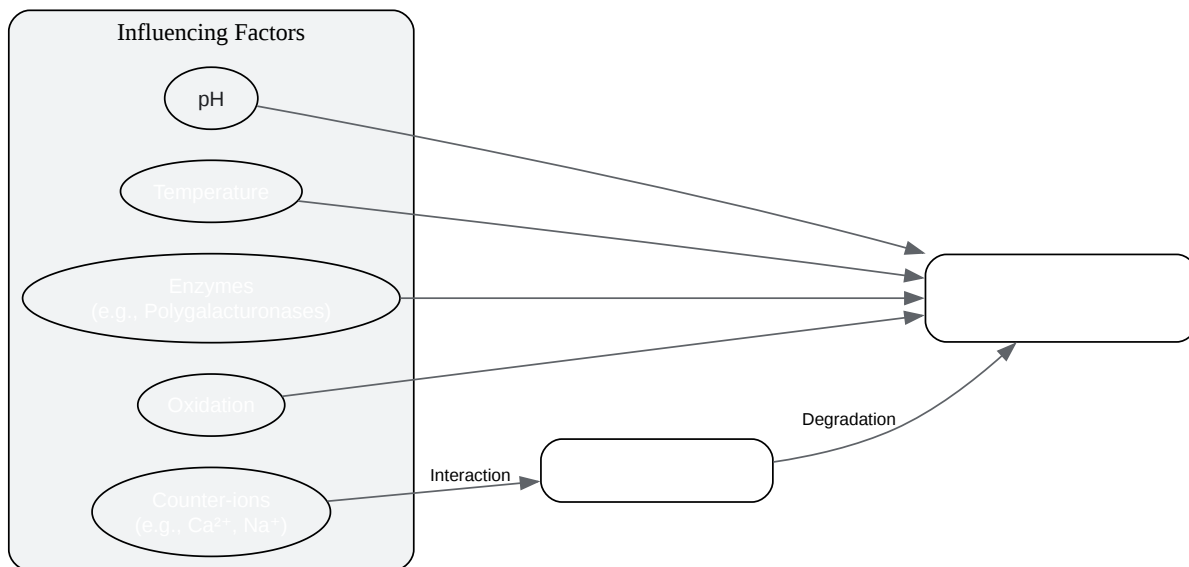 Influencing Factors
pH
Temperature
Enzymes
(e.g., Polygalacturonases)
Oxidation
Counter-ions
(e.g., Ca²⁺, Na⁺)
Interaction
Degradation